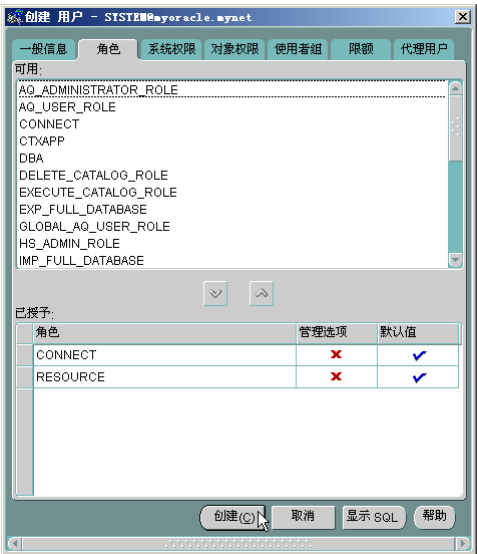 创建 用户 - SYSTEM@myoracle.mynet
一般信息 角色 系统权限 对象权限 使用者组 限额 代理用户
可用:
AQ_ADMINISTRATOR_ROLE
AQ_USER_ROLE
CONNECT
CTXAPP
DBA
DELETE_CATALOG_ROLE
EXECUTE_CATALOG_ROLE
EXP_FULL_DATABASE
GLOBAL_AQ_USER_ROLE
HS_ADMIN_ROLE
IMP_FULL_DATABASE
已授予:
角色 管理选项 默认值
CONNECT
RESOURCE
创建(C) 取消 显示 SQL 帮助